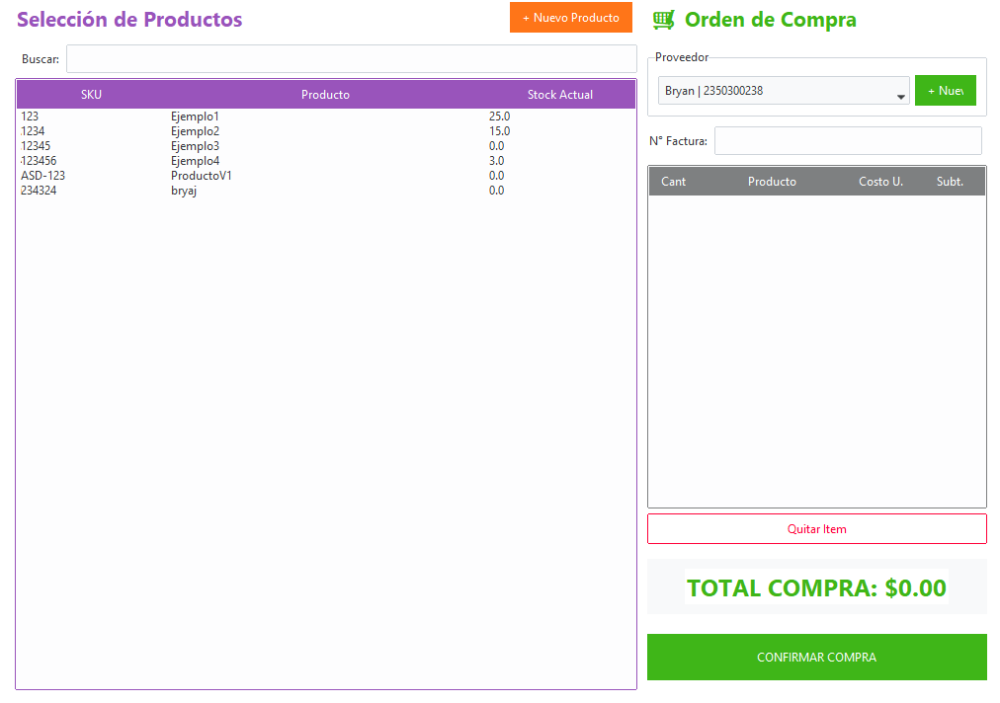 Selección de Productos
+ Nuevo Producto
Buscar:
SKU Producto Stock Actual
123 Ejemplo1 25.0
1234 Ejemplo2 15.0
12345 Ejemplo3 0.0
123456 Ejemplo4 3.0
ASD-123 ProductoV1 0.0
234324 bryaj 0.0
Orden de Compra
Proveedor
Bryan | 2350300238
+ Nuev
N° Factura:
Cant Producto Costo U. Subt.
Quitar Item
TOTAL COMPRA: $0.00
CONFIRMAR COMPRA